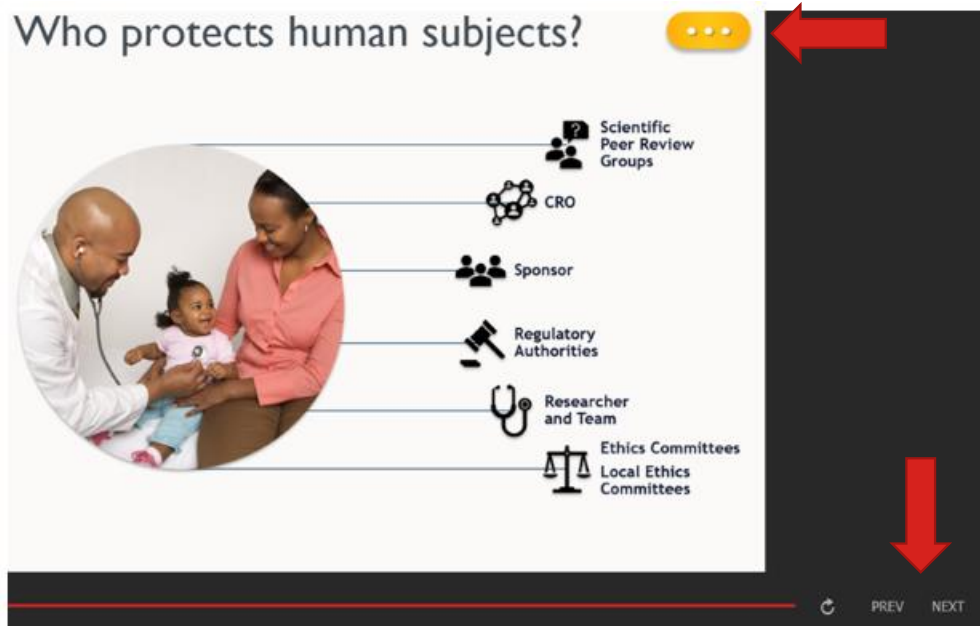 Who protects human subjects?
Scientific
Peer Review
Groups
CRO
Sponsor
Regulatory
Authorities
Researcher
and Team
Ethics Committees
Local Ethics
Committees
PREV NEXT